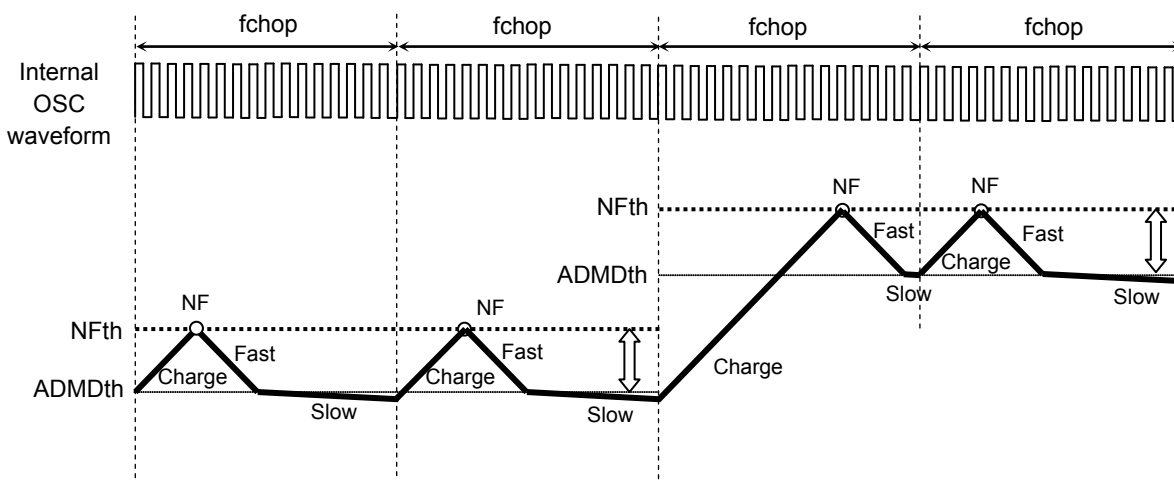 fchop fchop fchop fchop
Internal
OSC
waveform
NF NF
NFth
Fast Fast
ADMDth
Charge
Slow
Slow
NF NF
NFth
Fast Fast
Charge
ADMDth
Charge Charge
Slow Slow